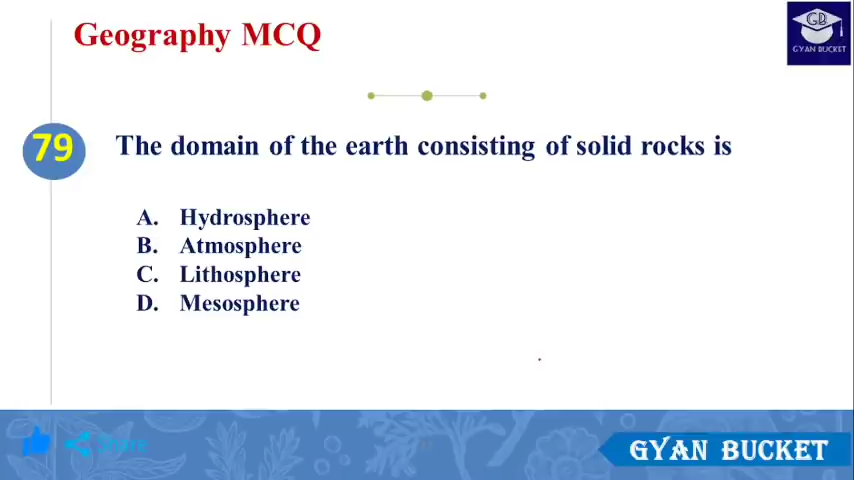 Geography MCQ
GB
GYAN BUCKET
79
The domain of the earth consisting of solid rocks is
A. Hydrosphere
B. Atmosphere
C. Lithosphere
D. Mesosphere
Share
GYAN BUCKET